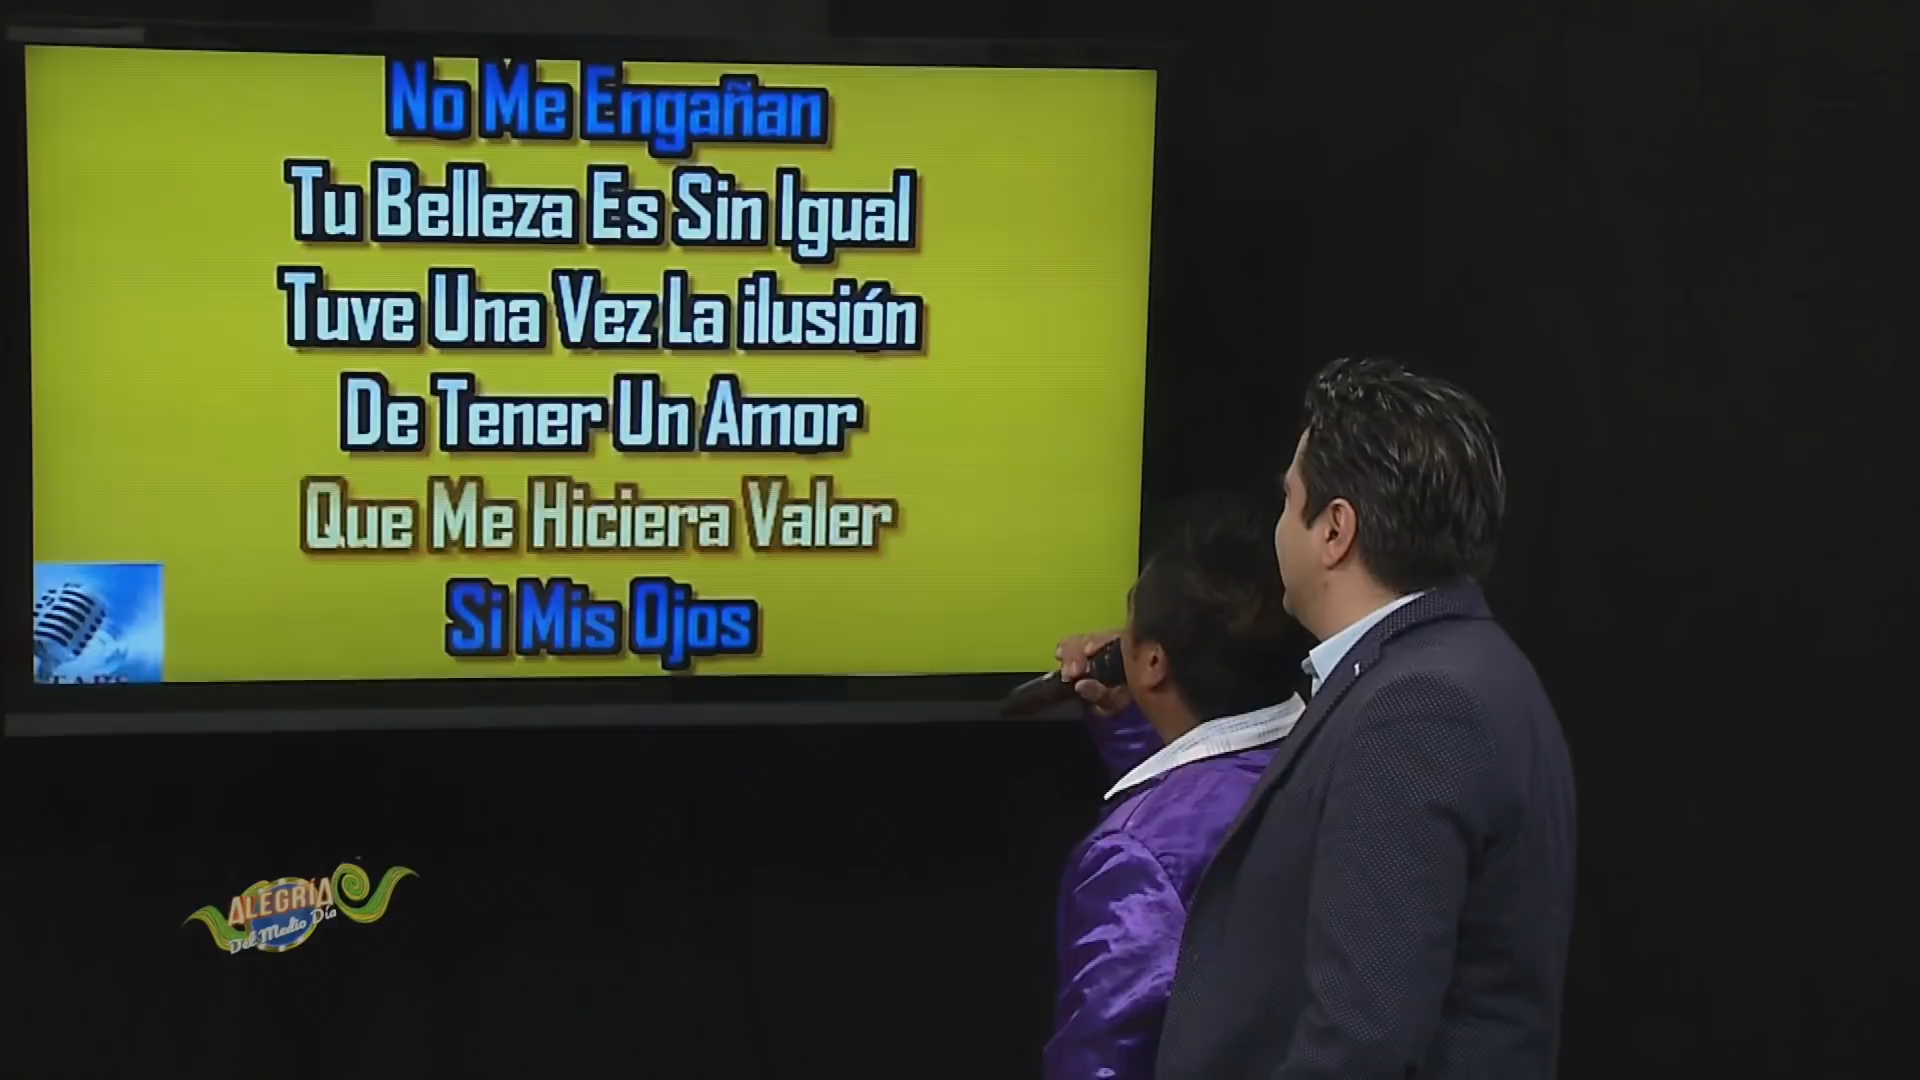 No Me Engañan
Tu Belleza Es Sin Igual
Tuve Una Vez La ilusión
De Tener Un Amor
Que Me Hiciera Valer
Si Mis Ojos
ALEGRÍA
Del Medio Día